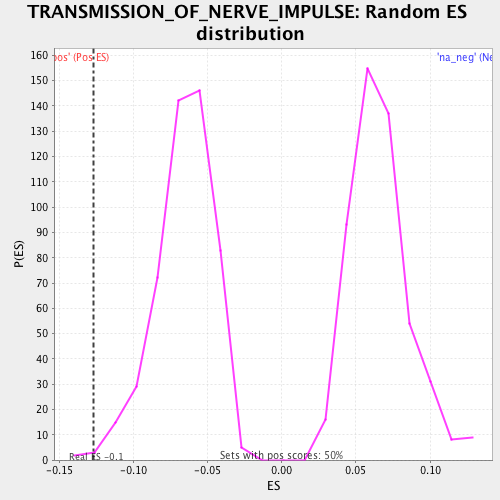 TRANSMISSION_OF_NERVE_IMPULSE: Random ES
distribution
160
150
140
130
120
110
100
90
80
70
60
50
40
30
20
10
0
P(ES)
pos' (Pos ES)
'na_neg' (Ne
Real ES -0.1
Sets with pos scores: 50%
-0.15
-0.10
-0.05
0.00
0.05
0.10
ES